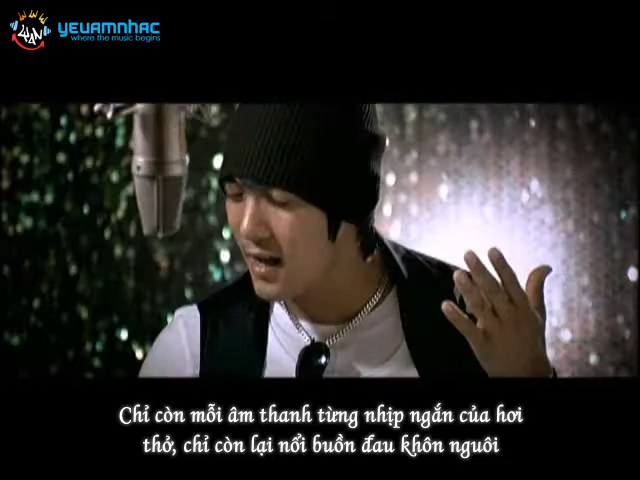 YEUAMNHAC
where the music begins
Chỉ còn mỗi âm thanh từng nhịp ngắn của hơi
thở, chỉ còn lại nổi buồn đau khôn nguôi